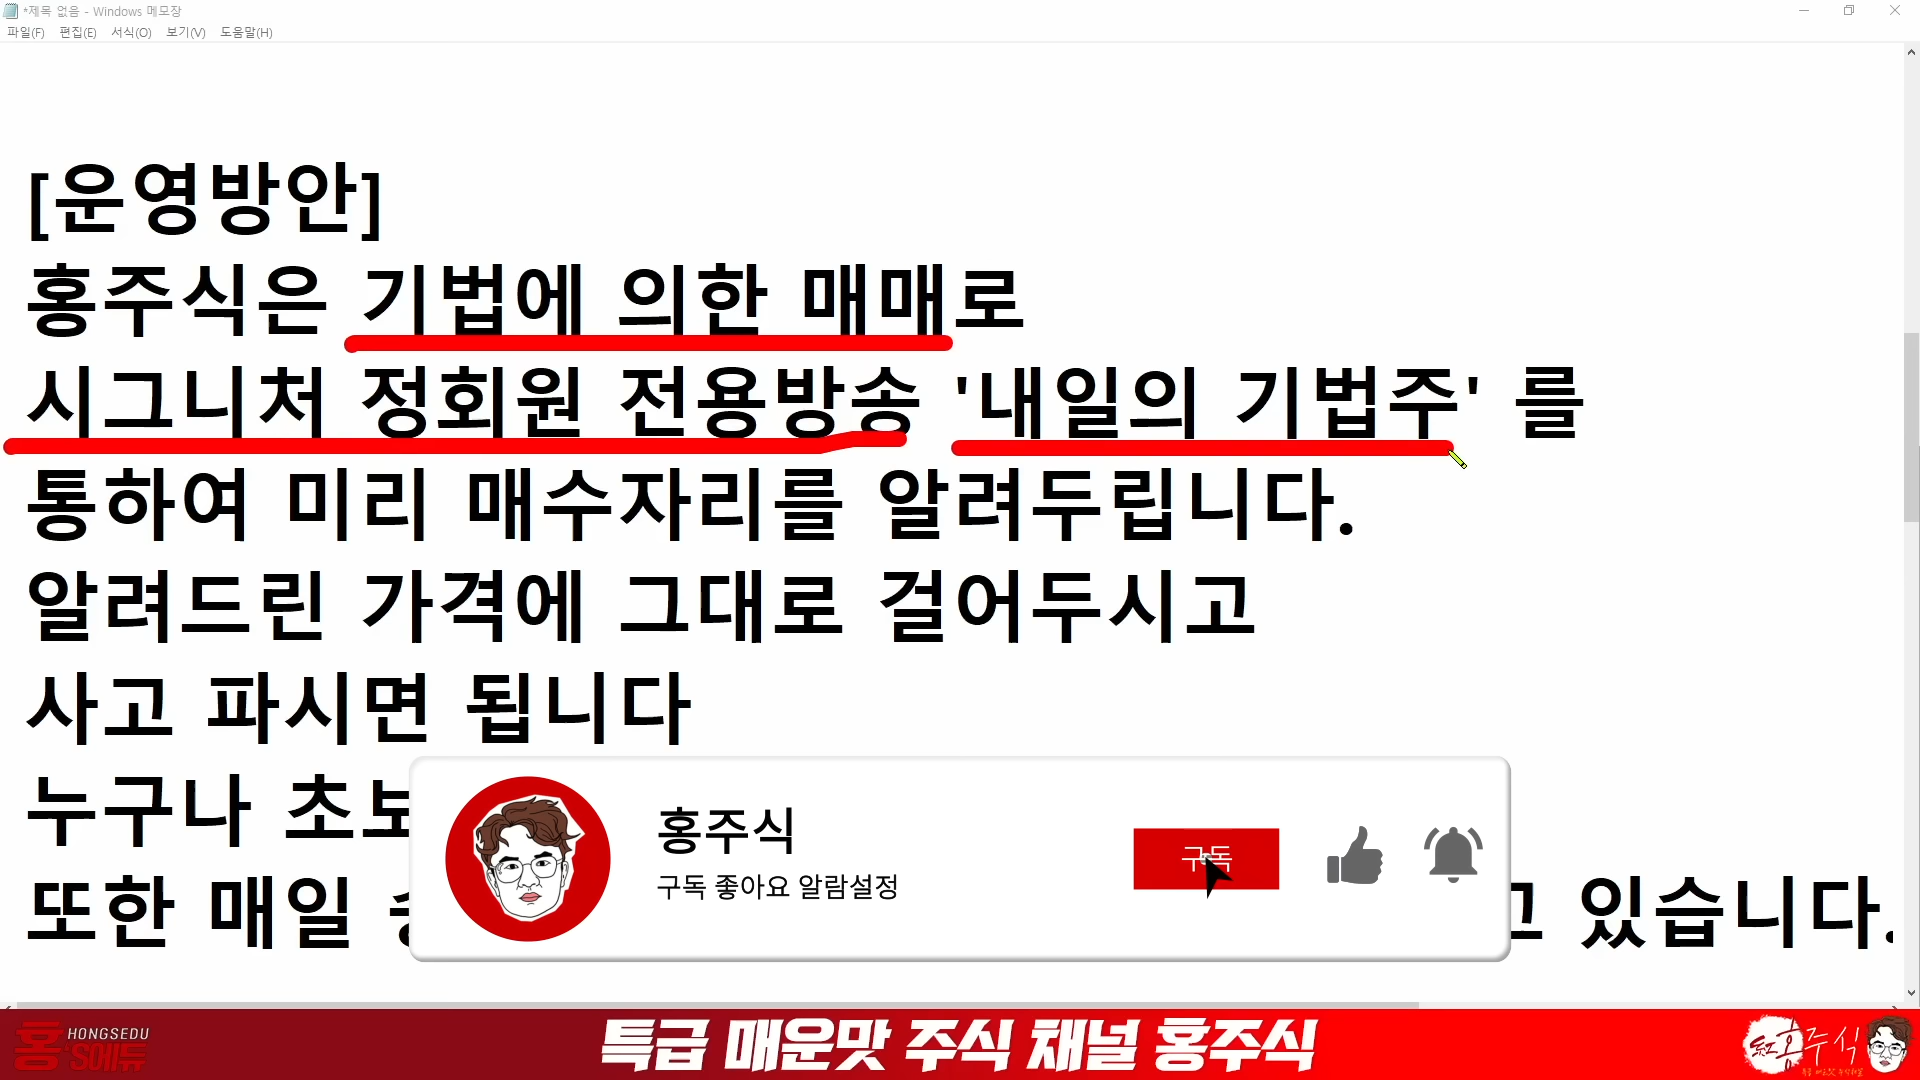 *제목 없음 - Windows 메모장
파일(F) 편집(E) 서식(O) 보기(V) 도움말(H)
[운영방안]
홍주식은 기법에 의한 매매로
시그니처 정회원 전용방송 '내일의 기법주' 를
통하여 미리 매수자리를 알려두립니다.
알려드린 가격에 그대로 걸어두시고
사고 파시면 됩니다
누구나 초보
홍주식
구독
구독 좋아요 알람설정
또한 매일 고 있습니다.
홍 HONGSEDU
'S에듀
특급 매운맛 주식 채널 홍주식
홍주식